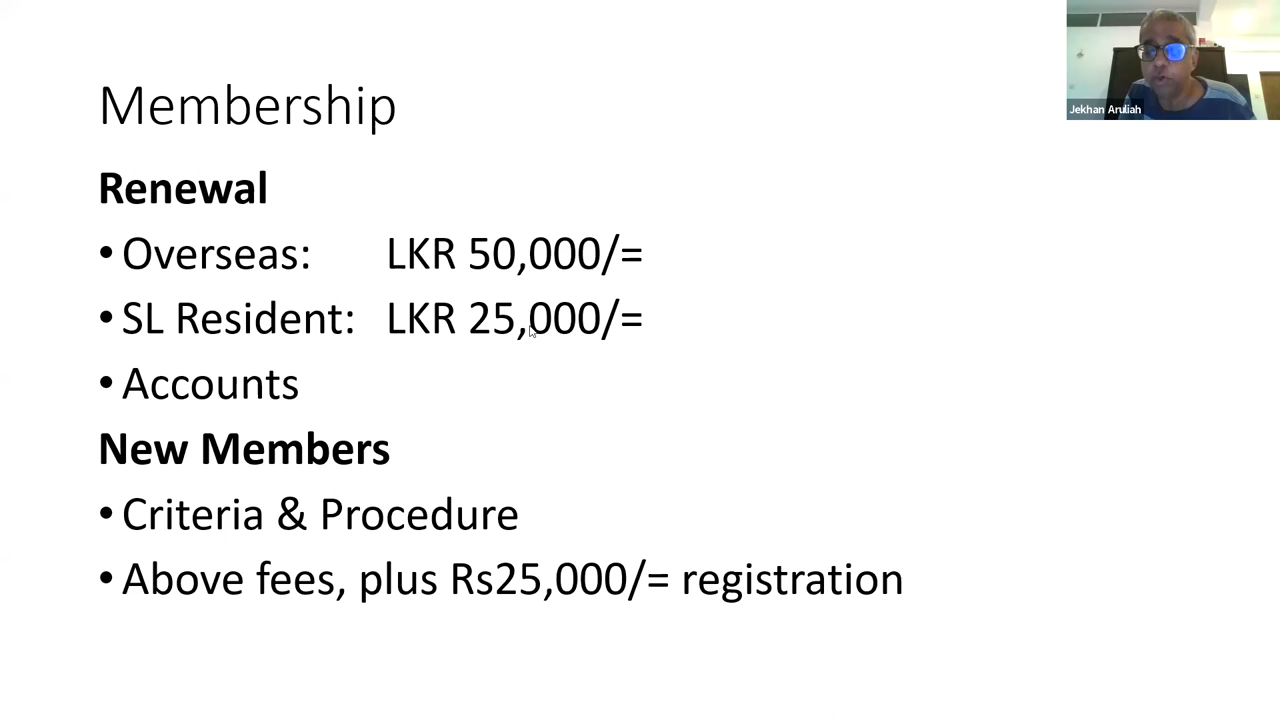 Membership
Renewal
• Overseas: LKR 50,000/=
• SL Resident: LKR 25,000/=
• Accounts
New Members
• Criteria & Procedure
• Above fees, plus Rs25,000/= registration
Jekhan Aruliah